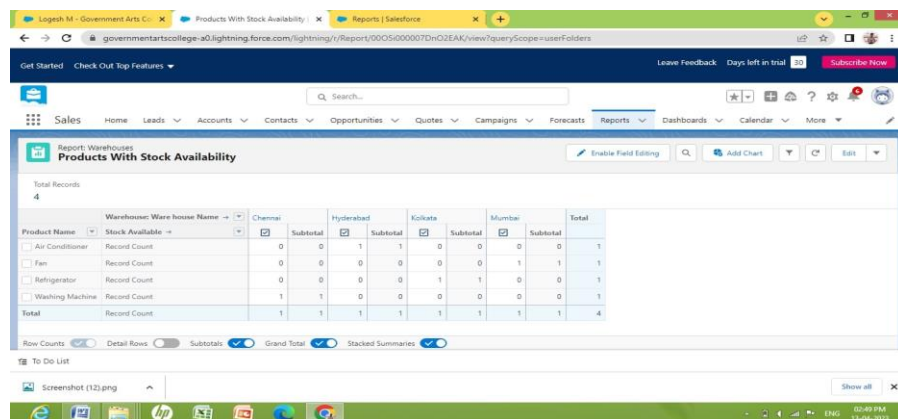 Logesh M - Government Arts Co
Products With Stock Availability
Reports | Salesforce
governmentartscollege-a0.lightning.force.com/lightning/r/Report/00O5i000007DnO2EAK/view?queryScope=userFolders
Get Started Check Out Top Features
Leave Feedback Days left in trial 30 Subscribe Now
Search...
Sales Home Leads Accounts Contacts Opportunities Quotes Campaigns Forecasts Reports Dashboards Calendar More
Report: Warehouses
Products With Stock Availability
Enable Field Editing Add Chart Edit
Total Records
4
Warehouse: Ware house Name → Chennai Hyderabad Kolkata Mumbai Total
Product Name Stock Available → Subtotal Subtotal Subtotal Subtotal
Air Conditioner Record Count 0 0 1 1 0 0 0 0 1
Fan Record Count 0 0 0 0 0 0 1 1 1
Refrigerator Record Count 0 0 0 0 1 1 0 0 1
Washing Machine Record Count 1 1 0 0 0 0 0 0 1
Total Record Count 1 1 1 1 1 1 1 1 4
Row Counts Detail Rows Subtotals Grand Total Stacked Summaries
To Do List
Screenshot (12).png Show all
ENG 02:49 PM